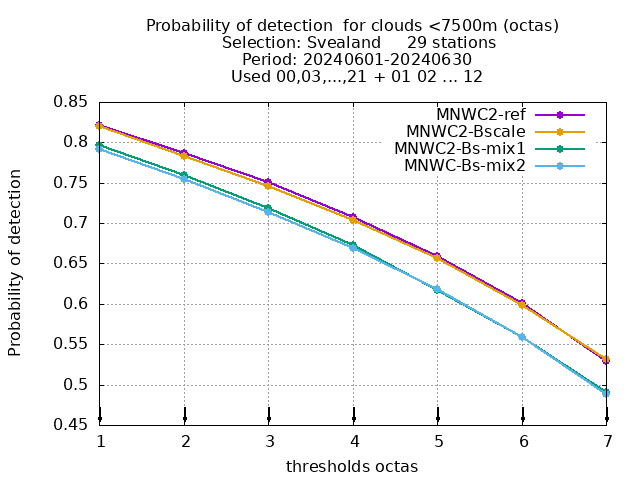 Probability of detection  for clouds <7500m (octas)
Selection: Svealand     29 stations
Period: 20240601-20240630
Used 00,03,...,21 + 01 02 ... 12
MNWC2-ref
MNWC2-Bscale
MNWC2-Bs-mix1
MNWC-Bs-mix2
Probability of detection
0.85
0.8
0.75
0.7
0.65
0.6
0.55
0.5
0.45
1 2 3 4 5 6 7
thresholds octas